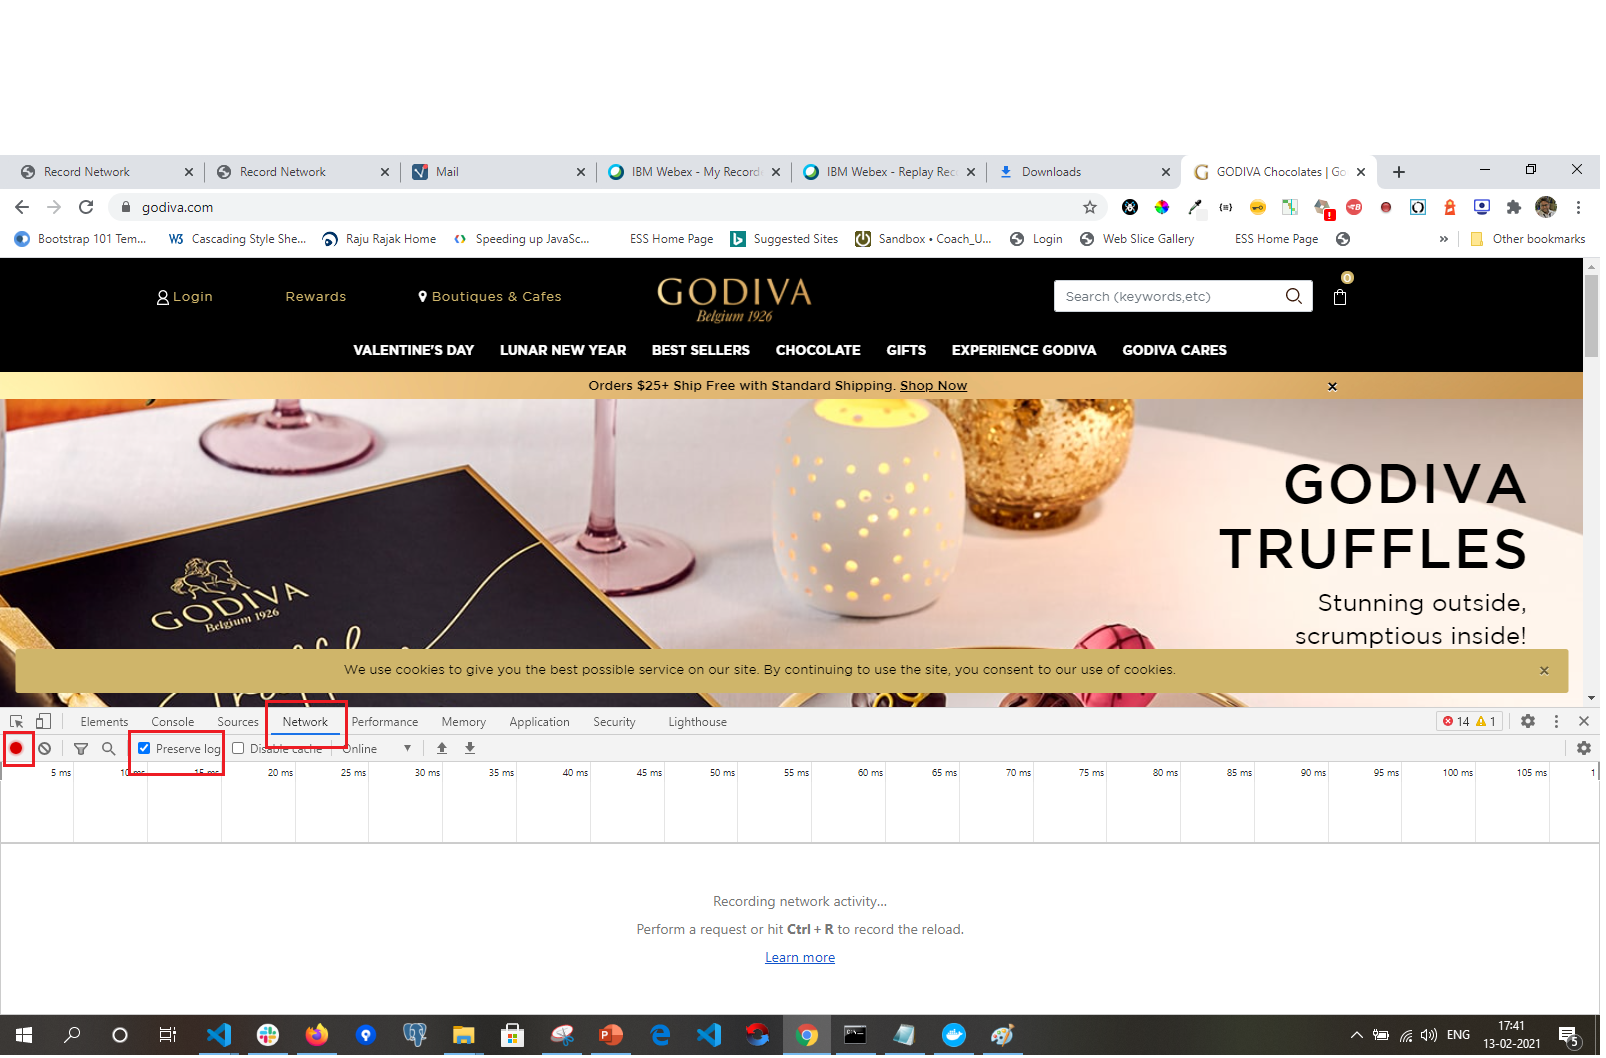 Record Network
Record Network
Mail
IBM Webex - My Record
IBM Webex - Replay Rec
Downloads
GODIVA Chocolates | Go
godiva.com
Bootstrap 101 Tem...
Cascading Style She...
Raju Rajak Home
Speeding up JavaSc...
ESS Home Page
Suggested Sites
Sandbox • Coach_U...
Login
Web Slice Gallery
ESS Home Page
»
Other bookmarks
Login
Rewards
Boutiques & Cafes
GODIVA
Belgium 1926
Search (keywords,etc)
0
VALENTINE'S DAY
LUNAR NEW YEAR
BEST SELLERS
CHOCOLATE
GIFTS
EXPERIENCE GODIVA
GODIVA CARES
Orders $25+ Ship Free with Standard Shipping. Shop Now
GODIVA
TRUFFLES
Stunning outside,
scrumptious inside!
GODIVA
Belgium 1926
We use cookies to give you the best possible service on our site. By continuing to use the site, you consent to our use of cookies.
Elements
Console
Sources
Network
Performance
Memory
Application
Security
Lighthouse
14
1
Preserve log
Disable cache
Online
5 ms
10 ms
15 ms
20 ms
25 ms
30 ms
35 ms
40 ms
45 ms
50 ms
55 ms
60 ms
65 ms
70 ms
75 ms
80 ms
85 ms
90 ms
95 ms
100 ms
105 ms
1
Recording network activity...
Perform a request or hit Ctrl + R to record the reload.
Learn more
ENG
17:41
13-02-2021
5